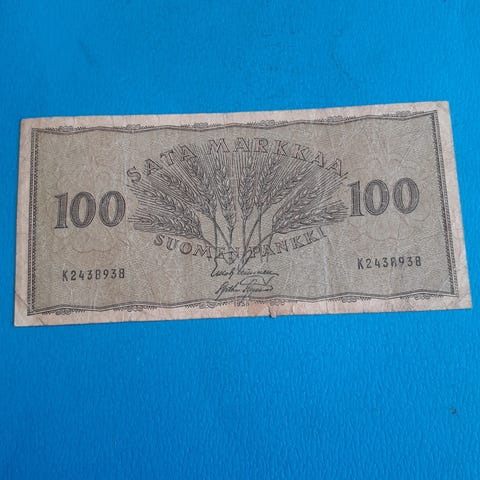 SATA MARKKAA
100 100
SUOMEN PANKKI
K2438938 K2438938